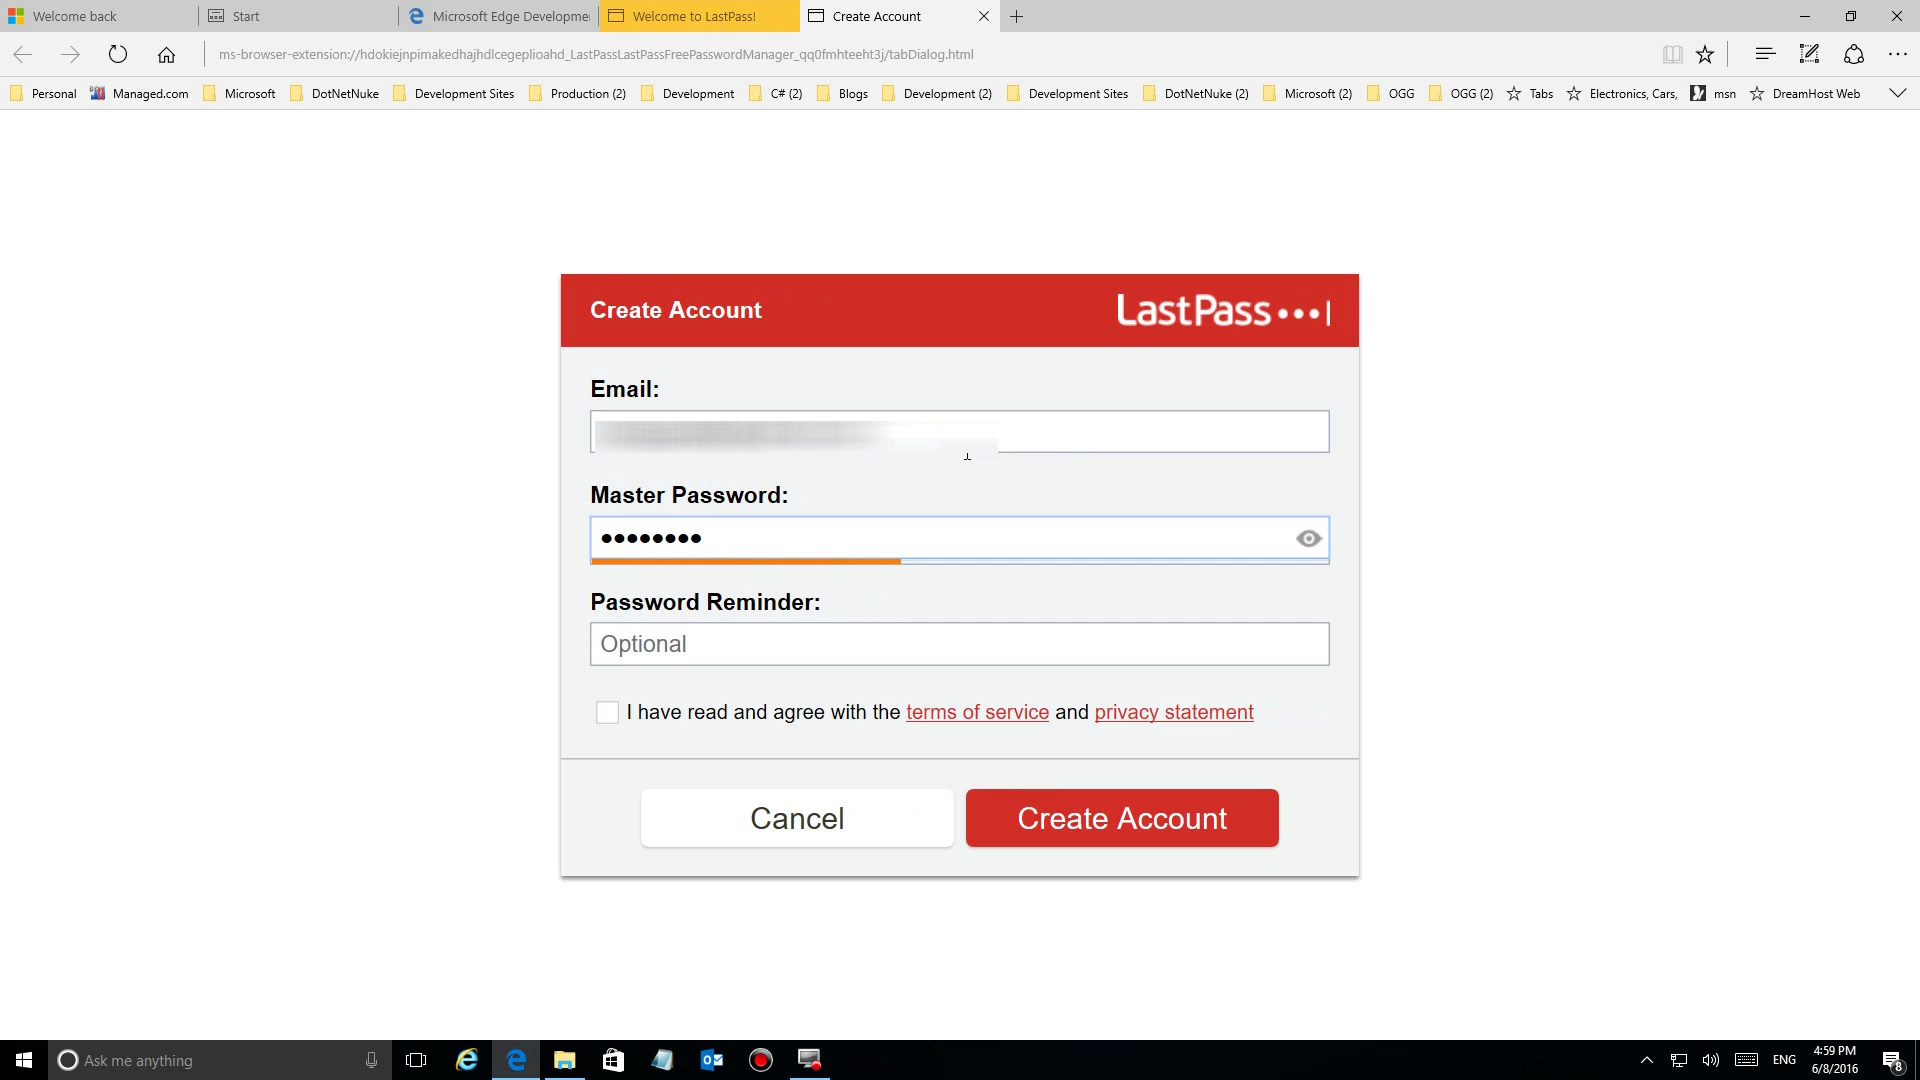 Welcome back
Start
Microsoft Edge Developme
Welcome to LastPass!
Create Account
ms-browser-extension://hdokiejnpimakedhajhdlcegeplioahd_LastPassLastPassFreePasswordManager_qq0fmhteeht3j/tabDialog.html
Personal
Managed.com
Microsoft
DotNetNuke
Development Sites
Production (2)
Development
C# (2)
Blogs
Development (2)
Development Sites
DotNetNuke (2)
Microsoft (2)
OGG
OGG (2)
Tabs
Electronics, Cars,
msn
DreamHost Web
Create Account
LastPass
Email:
Master Password:
Password Reminder:
Optional
I have read and agree with the terms of service and privacy statement
Cancel
Create Account
Ask me anything
ENG
4:59 PM
6/8/2016
8